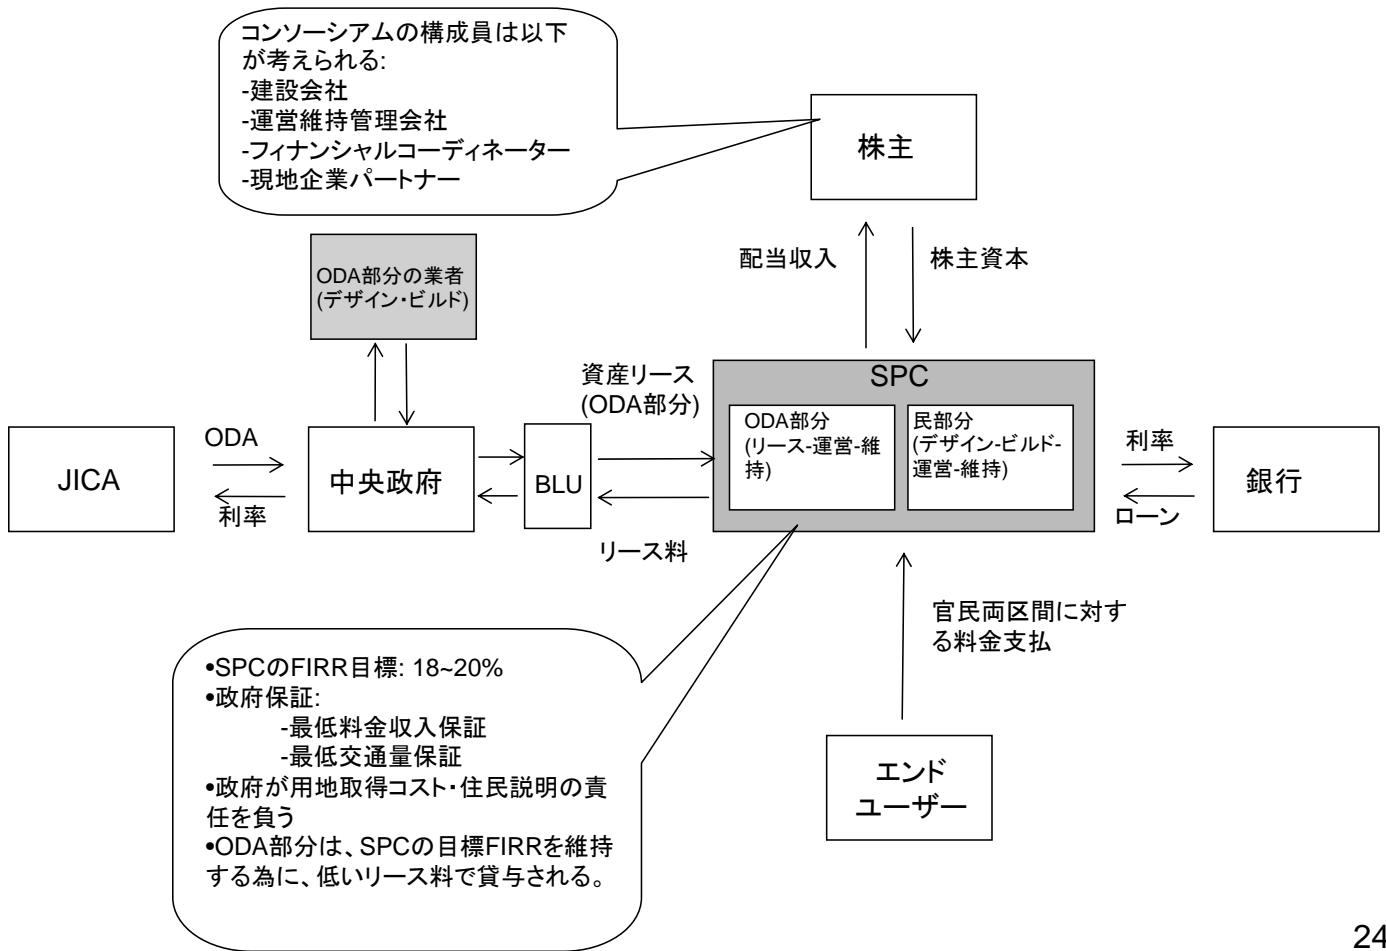 コンソーシアムの構成員は以下
が考えられる:
-建設会社
-運営維持管理会社
-フィナンシャルコーディネーター
-現地企業パートナー
株主
ODA部分の業者
(デザイン・ビルド)
配当収入
株主資本
資産リース
(ODA部分)
SPC
ODA部分
(リース-運営-維
持)
民部分
(デザイン-ビルド-
運営-維持)
JICA
ODA
利率
中央政府
BLU
リース料
利率
ローン
銀行
官民両区間に対す
る料金支払
エンド
ユーザー
•SPCのFIRR目標: 18~20%
•政府保証:
-最低料金収入保証
-最低交通量保証
•政府が用地取得コスト・住民説明の責
任を負う
•ODA部分は、SPCの目標FIRRを維持
する為に、低いリース料で貸与される。
24